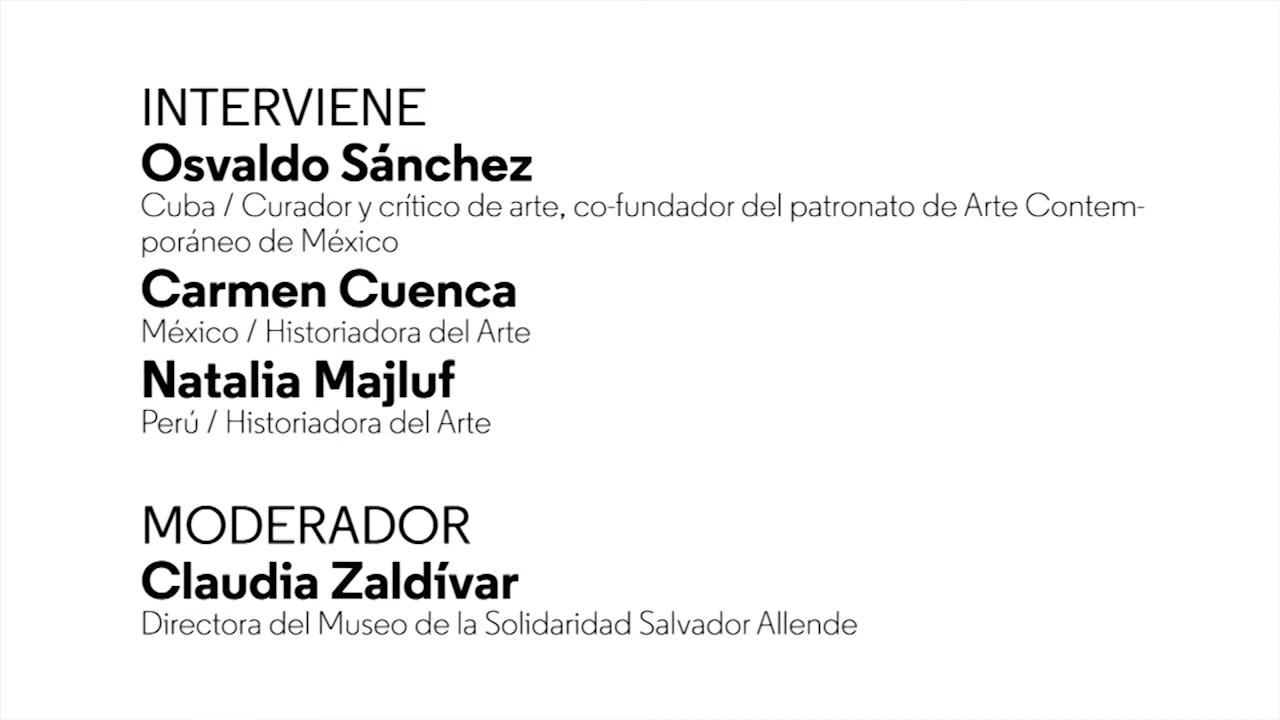 INTERVIENE
Osvaldo Sánchez
Cuba / Curador y crítico de arte, co-fundador del patronato de Arte Contem-
poráneo de México
Carmen Cuenca
México / Historiadora del Arte
Natalia Majluf
Perú / Historiadora del Arte
MODERADOR
Claudia Zaldívar
Directora del Museo de la Solidaridad Salvador Allende